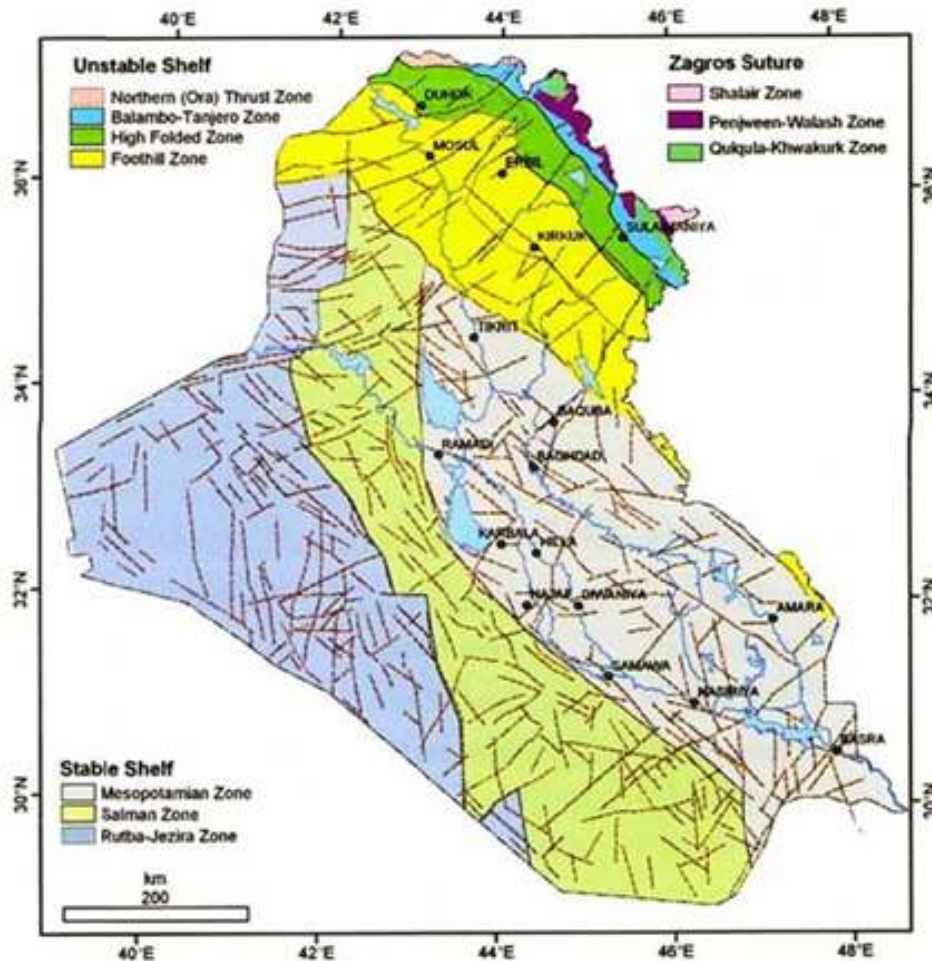 40°E 42°E 44°E 46°E 48°E
Unstable Shelf
Northern (Ora) Thrust Zone
Balambo-Tanjero Zone
High Folded Zone
Foothill Zone
Zagros Suture
Shalair Zone
Penjween-Walash Zone
Qulqula-Khwakurk Zone
DUHOK
MOSUL
ERBIL
36°N
36°N
SULAIMANIYA
KIRKUK
TIKRIT
34°N
34°N
BAQUBA
RAMADI
BAGHDAD
KARBALA
HILLA
32°N
32°N
NAJAF
DIWANIYA
AMARA
SAMAWA
NASIRIYA
BASRA
30°N
30°N
Stable Shelf
Mesopotamian Zone
Salman Zone
Rutba-Jezira Zone
km
200
40°E 42°E 44°E 46°E 48°E